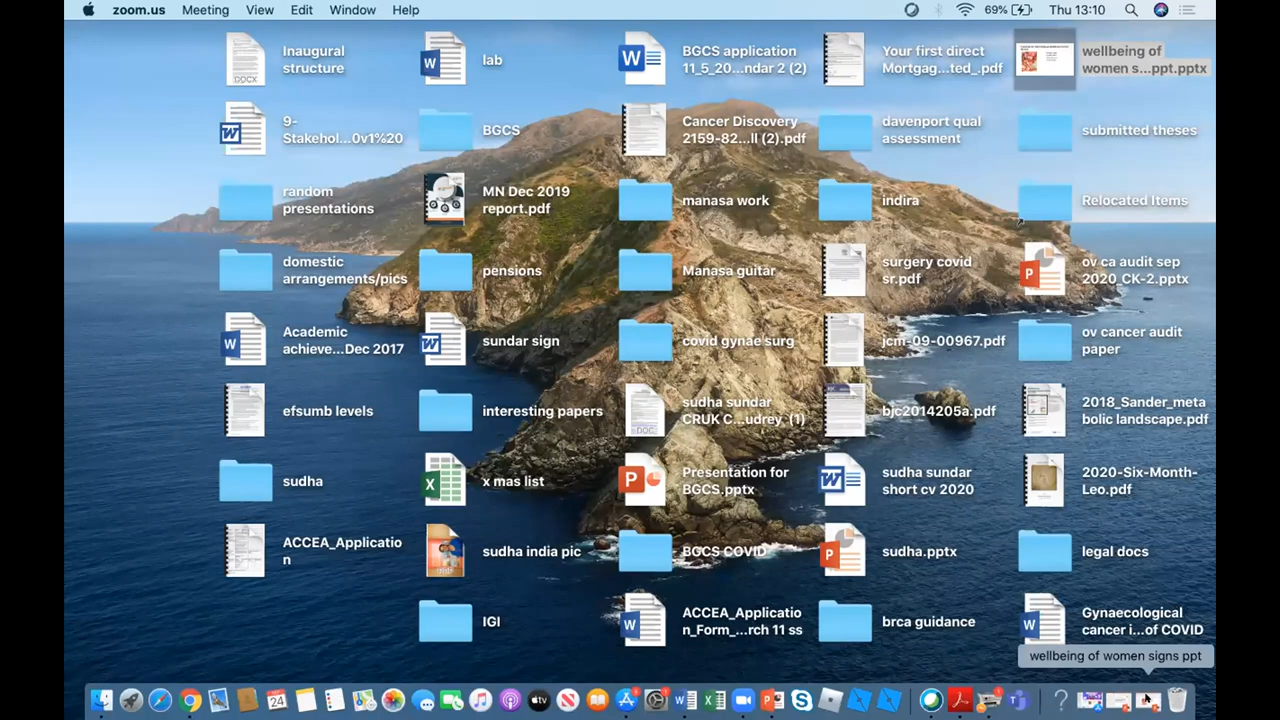 zoom.us Meeting View Edit Window Help 69% Thu 13:10
Inaugural
structure
lab
BGCS application
11_5_20...ndar 2 (2)
Your first direct
Mortgag...ted_.pdf
wellbeing of
women s...ppt.pptx
9-
Stakehol...0v1%20
BGCS
Cancer Discovery
2159-82...ll (2).pdf
davenport qual
assessment
submitted theses
random
presentations
MN Dec 2019
report.pdf
manasa work
indira
Relocated Items
domestic
arrangements/pics
pensions
Manasa guitar
surgery covid
sr.pdf
ov ca audit sep
2020_CK-2.pptx
Academic
achieve...Dec 2017
sundar sign
covid gynae surg
jcm-09-00967.pdf
ov cancer audit
paper
efsumb levels
interesting papers
sudha sundar
CRUK C...udrey (1)
bjc2014205a.pdf
2018_Sander_meta
bolic landscape.pdf
sudha
x mas list
Presentation for
BGCS.pptx
sudha sundar
short cv 2020
2020-Six-Month-
Leo.pdf
ACCEA_Applicatio
n
sudha india pic
BGCS COVID
sudha.pptx
legal docs
IGI
ACCEA_Applicatio
n_Form_...rch 11 ss
brca guidance
Gynaecological
cancer i...of COVID
wellbeing of women signs ppt